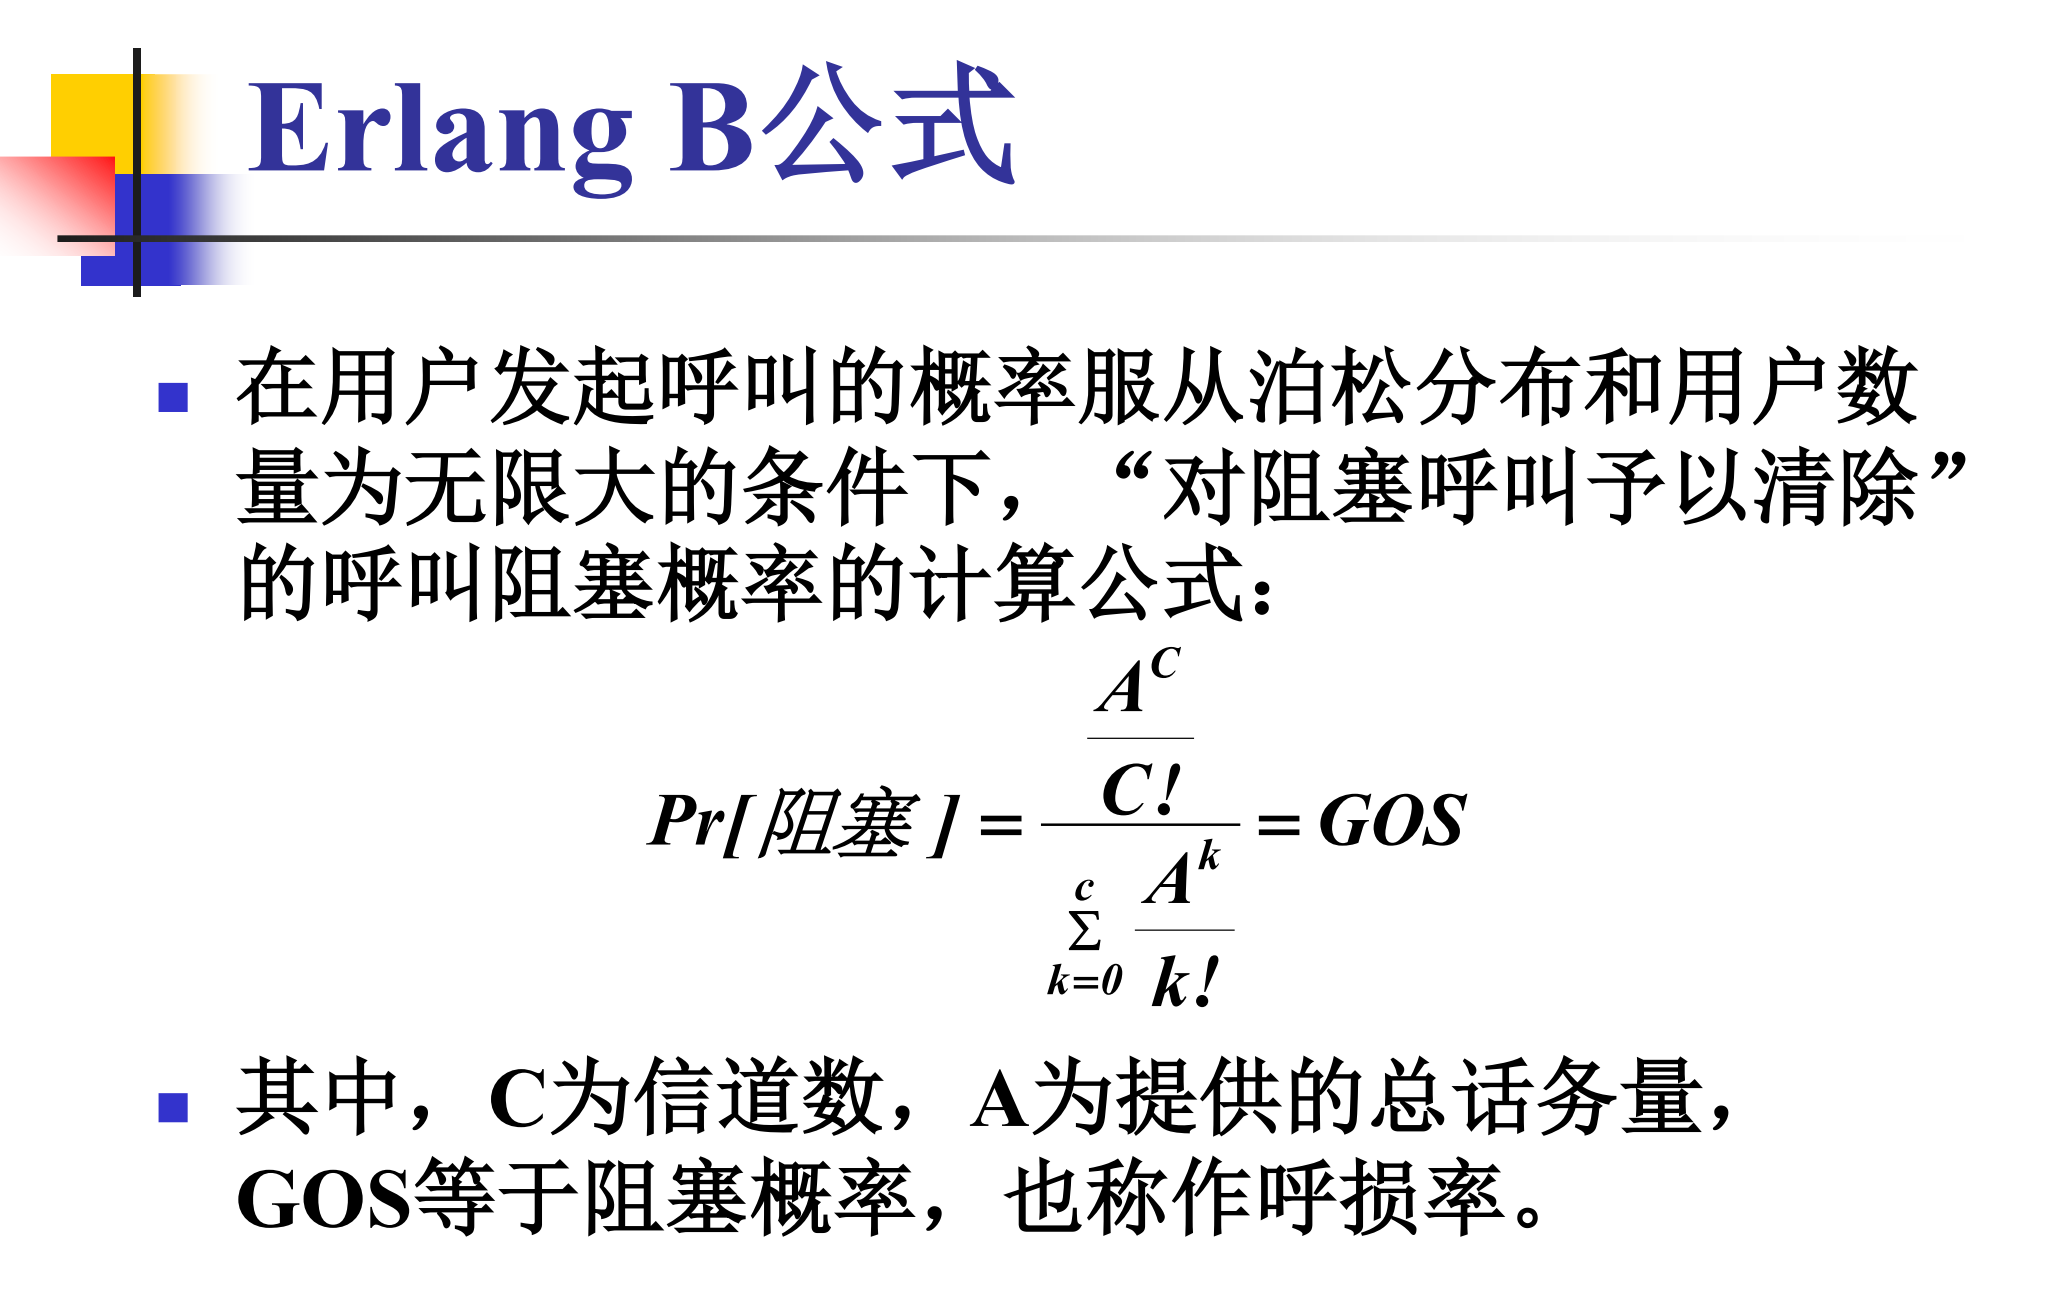 Erlang B公式
在用户发起呼叫的概率服从泊松分布和用户数
量为无限大的条件下，“对阻塞呼叫予以清除”
的呼叫阻塞概率的计算公式：
Pr[阻塞] = \frac{\frac{A^C}{C!}}{\sum_{k=0}^{c} \frac{A^k}{k!}} = GOS
其中，C为信道数，A为提供的总话务量，
GOS等于阻塞概率，也称作呼损率。